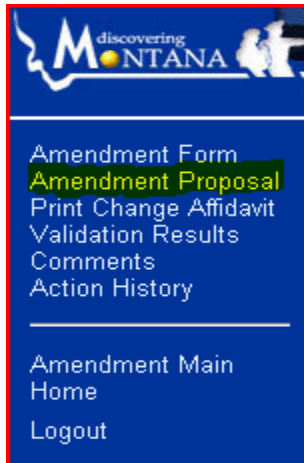 discovering
MONTANA
Amendment Form
Amendment Proposal
Print Change Affidavit
Validation Results
Comments
Action History
Amendment Main
Home
Logout